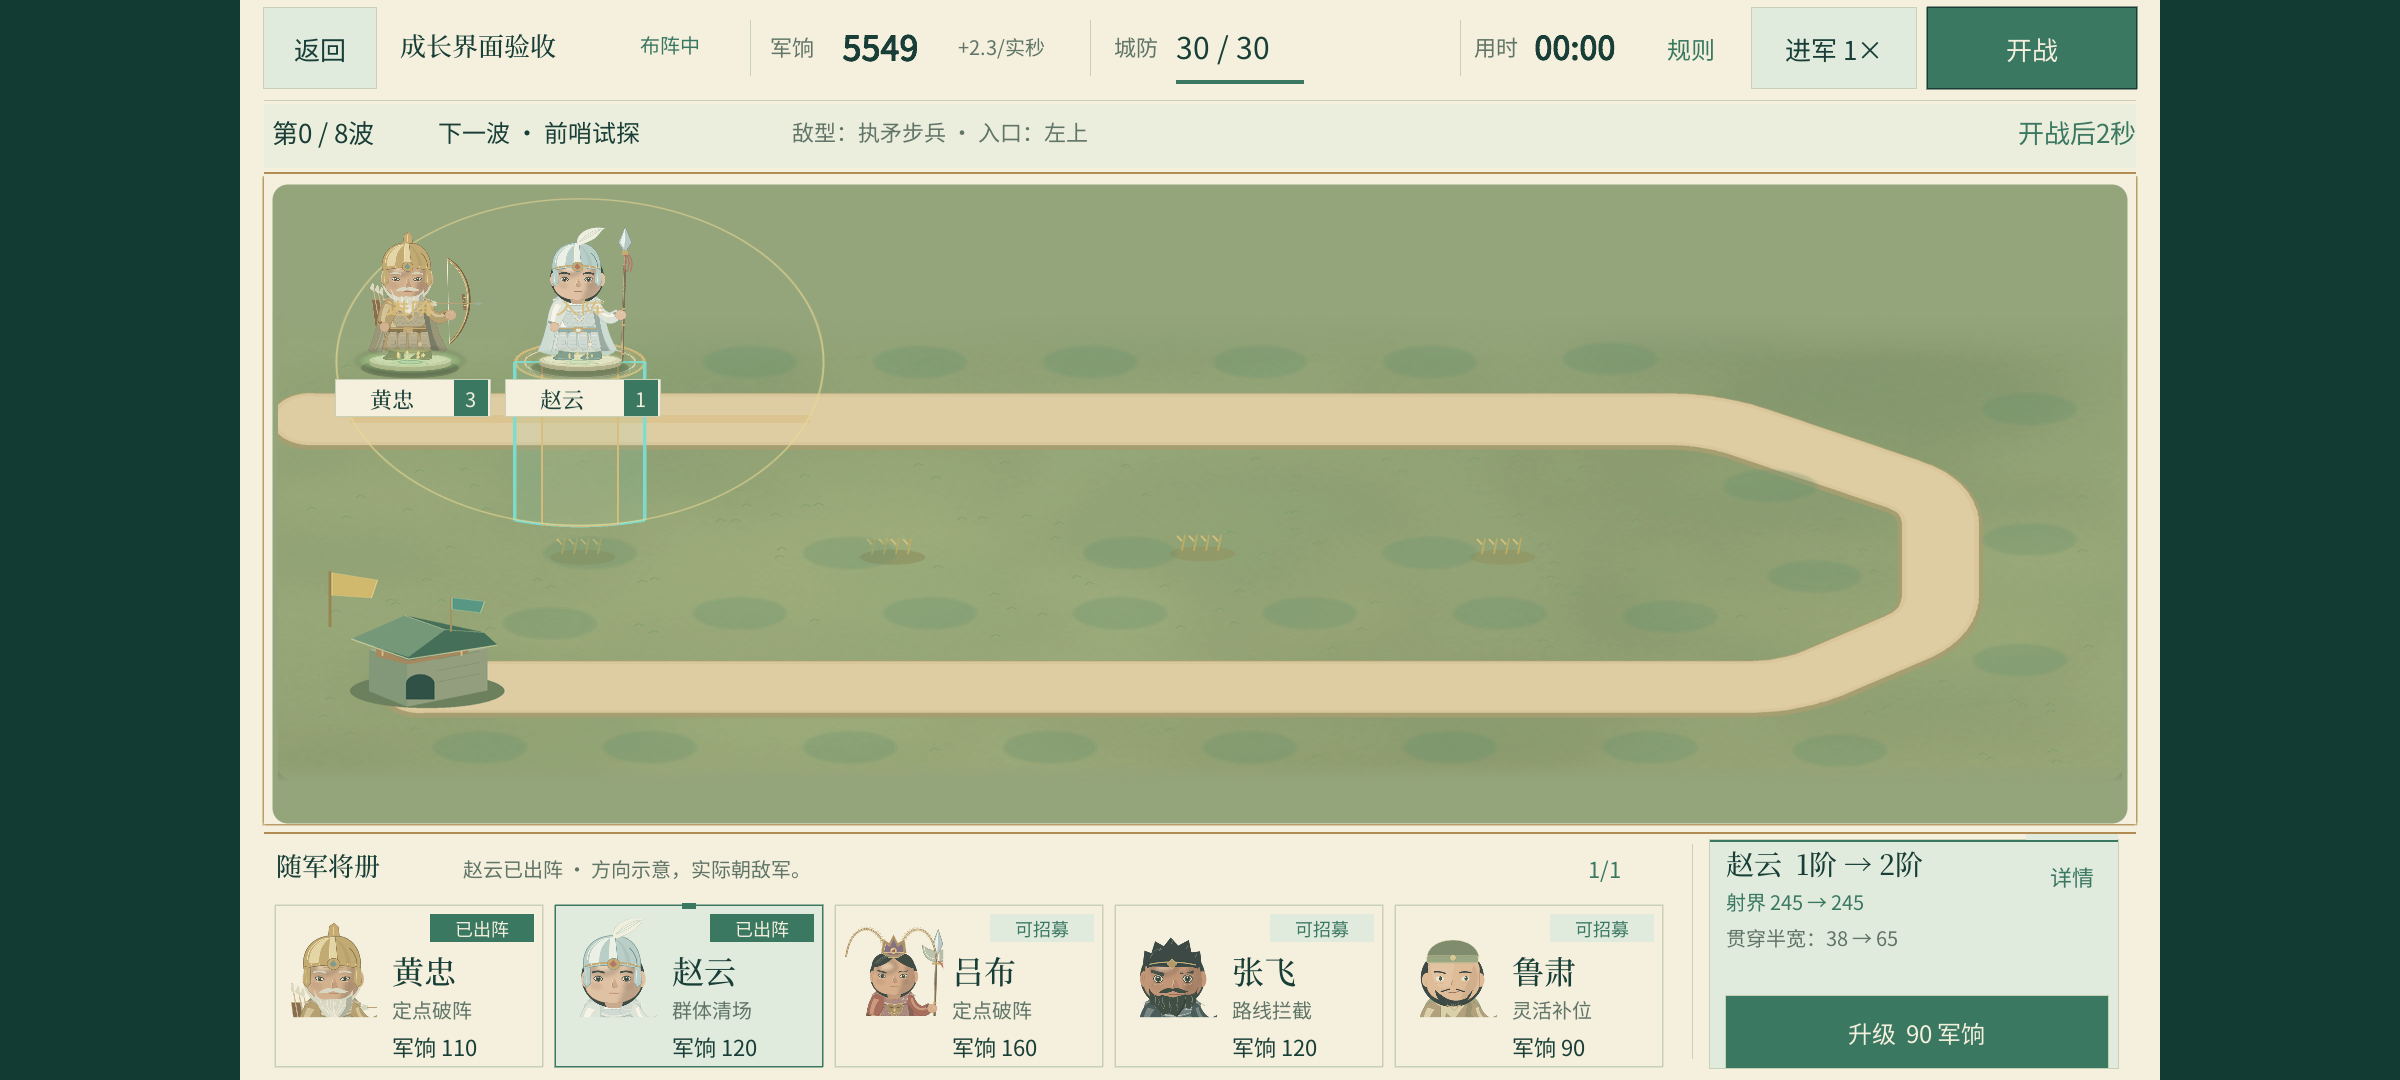 返回
成长界面验收
布阵中
军饷 5549 +2.3/实秒
城防 30 / 30
用时 00:00
规则
进军 1×
开战
第0 / 8波
下一波 · 前哨试探
敌型：执矛步兵 · 入口：左上
开战后2秒
黄忠 3
赵云 1
随军将册
赵云已出阵 · 方向示意，实际朝敌军。
1/1
已出阵
黄忠
定点破阵
军饷 110
已出阵
赵云
群体清场
军饷 120
可招募
吕布
定点破阵
军饷 160
可招募
张飞
路线拦截
军饷 120
可招募
鲁肃
灵活补位
军饷 90
赵云 1阶 → 2阶
详情
射界 245 → 245
贯穿半宽：38 → 65
升级 90 军饷